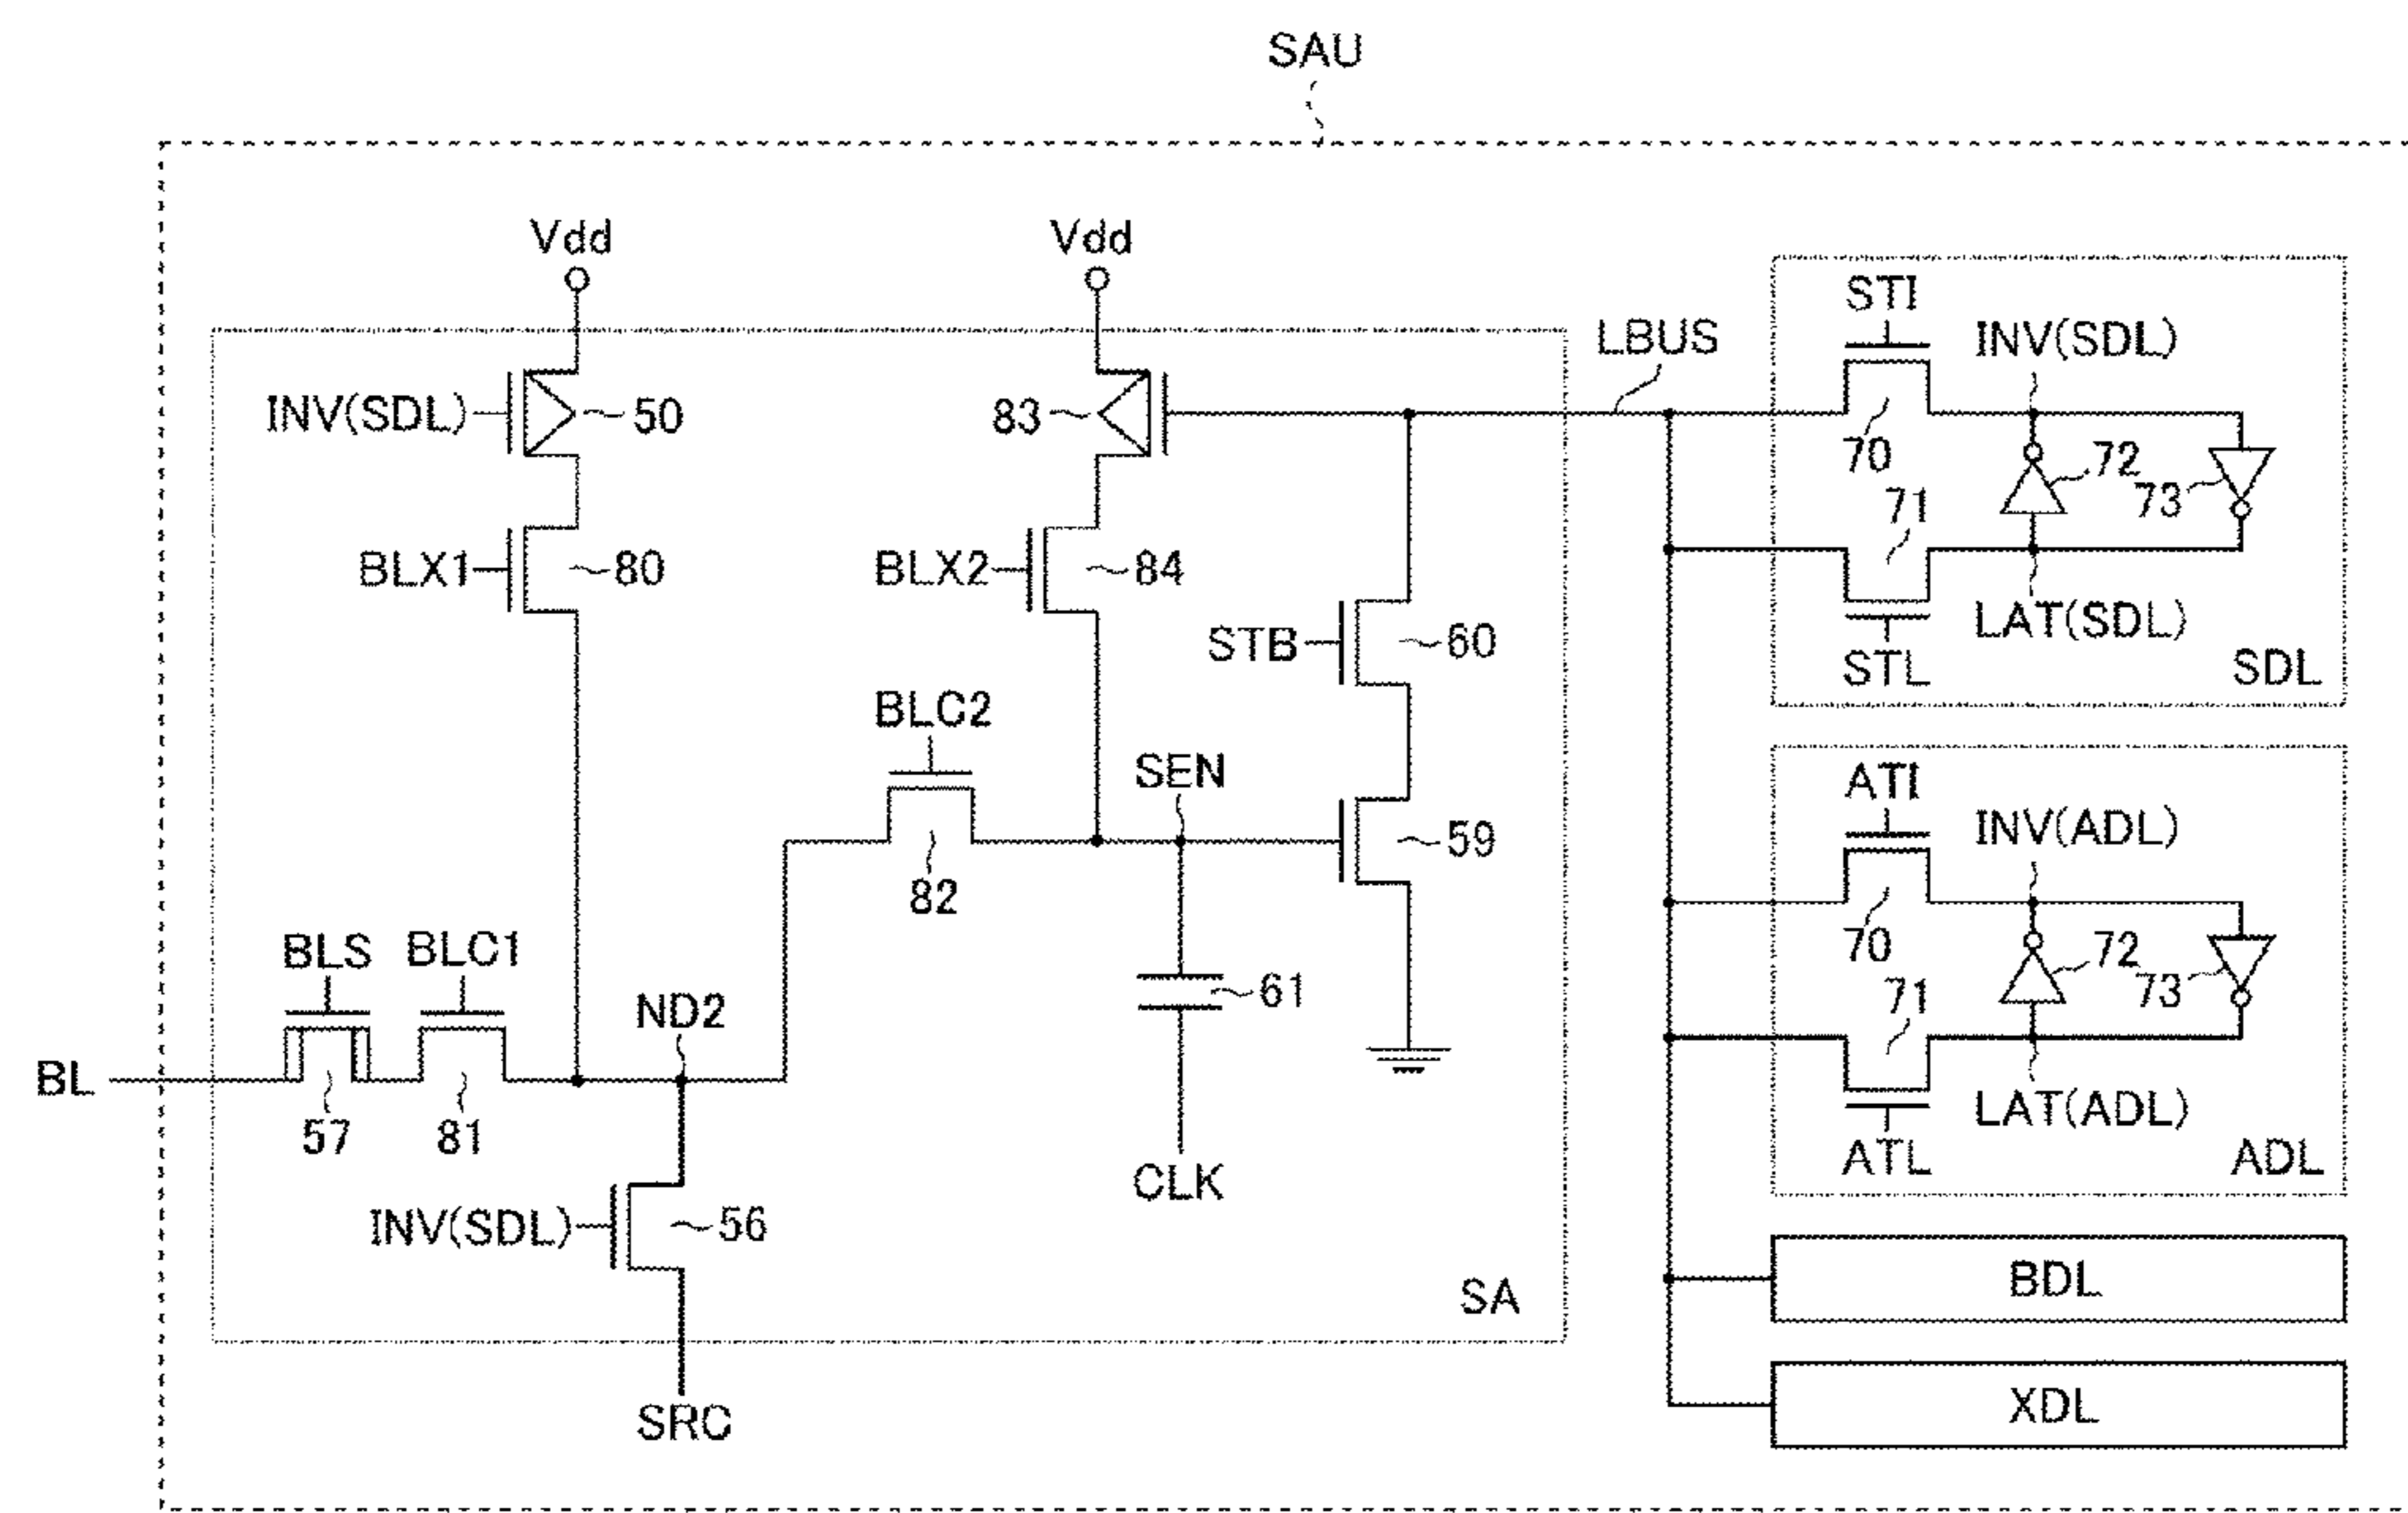 SAU
Vdd
Vdd
STI
LBUS
INV(SDL)
INV(SDL)
50
83
70
72
73
71
BLX1
80
BLX2
84
STB
60
LAT(SDL)
STL
SDL
BLC2
SEN
ATI
INV(ADL)
59
82
70
72
73
71
BLS
BLC1
ND2
61
BL
57
81
LAT(ADL)
ATL
ADL
CLK
INV(SDL)
56
SA
BDL
SRC
XDL